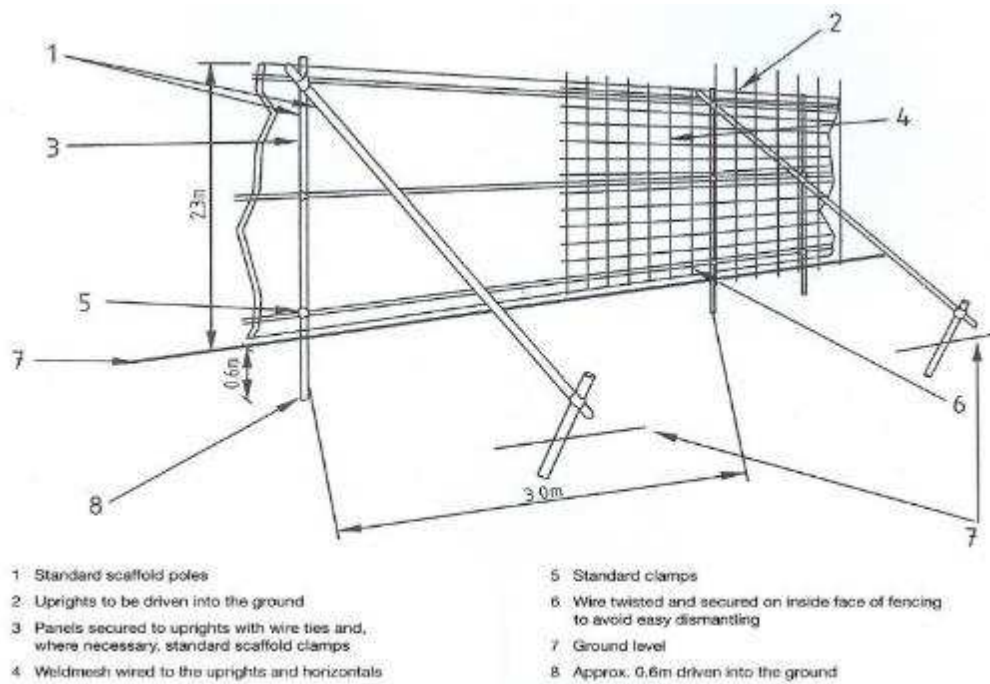 1
2
3
4
2.3m
5
7
0.6m
6
8
3.0m
7
1 Standard scaffold poles
2 Uprights to be driven into the ground
3 Panels secured to uprights with wire ties and,
where necessary, standard scaffold clamps
4 Weldmesh wired to the uprights and horizontals
5 Standard clamps
6 Wire twisted and secured on inside face of fencing
to avoid easy dismantling
7 Ground level
8 Approx. 0.6m driven into the ground